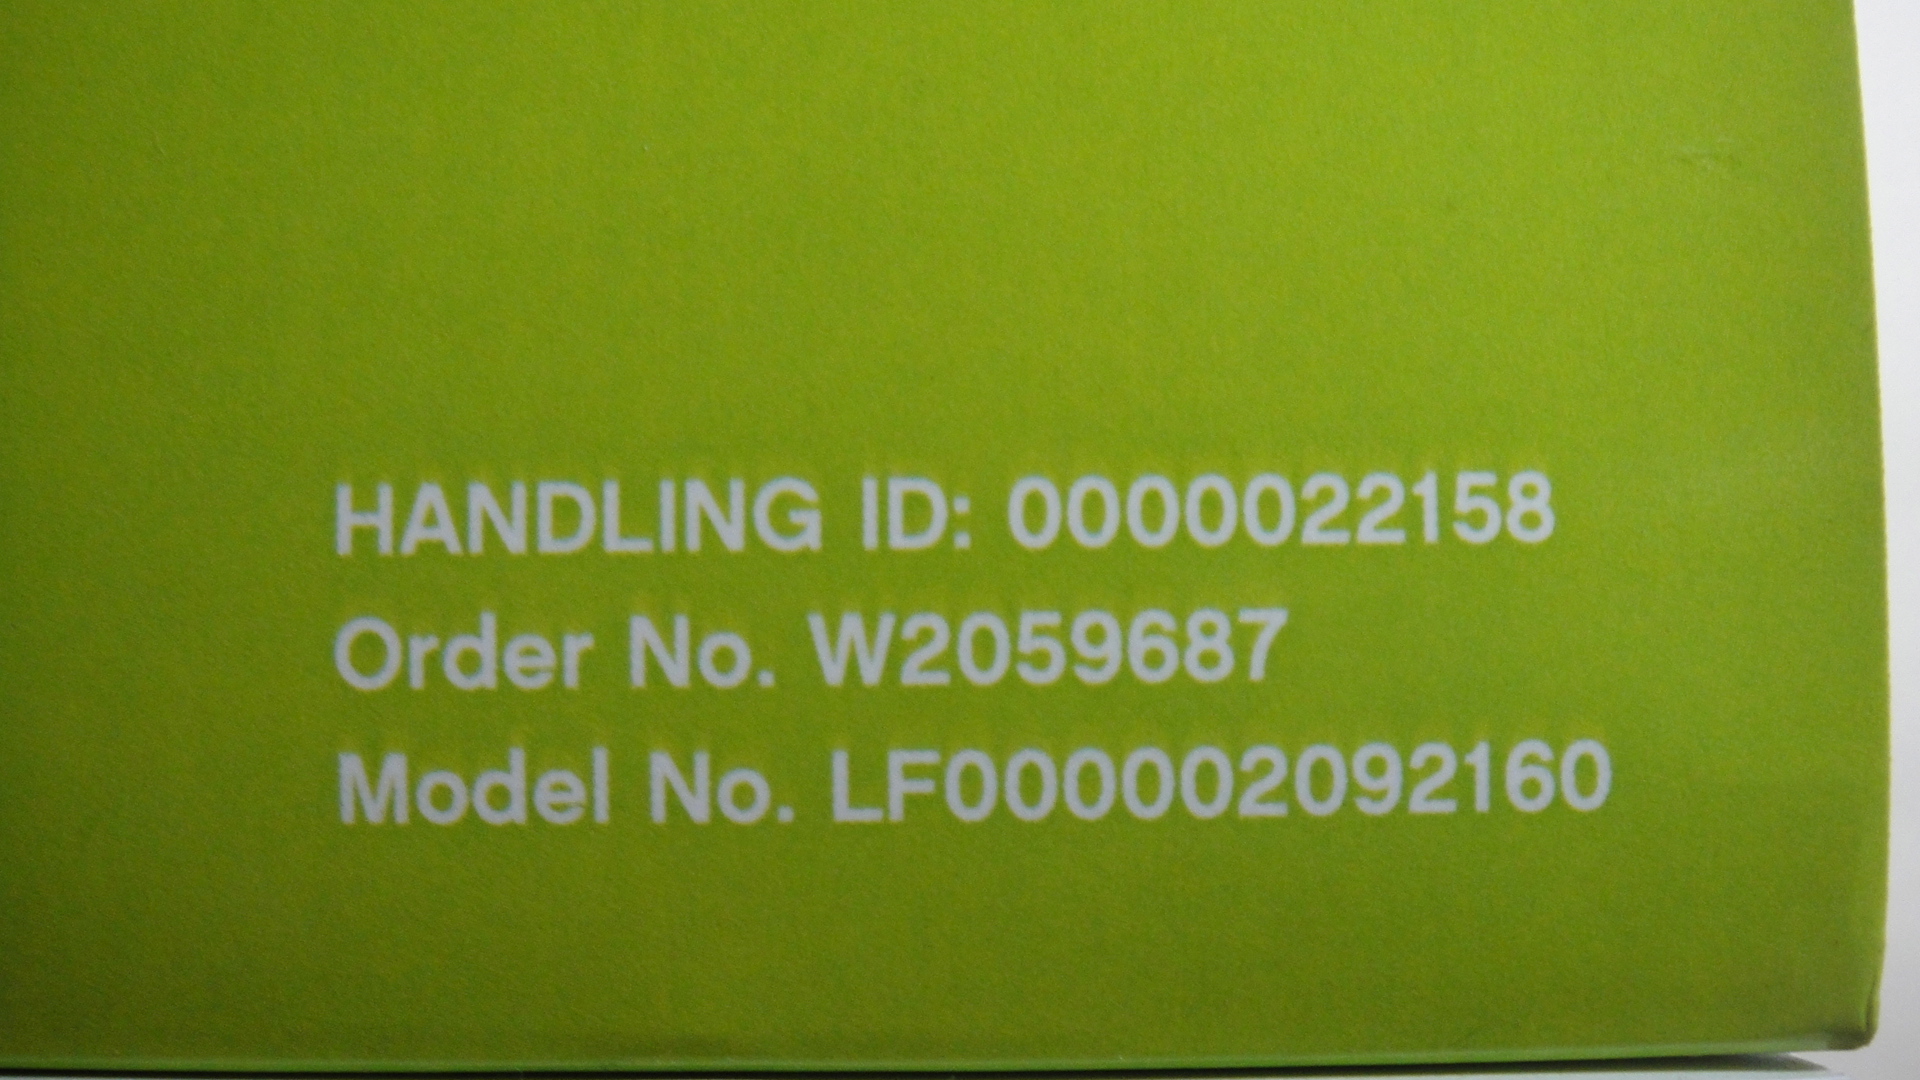 HANDLING ID: 0000022158
Order No. W2059687
Model No. LF000002092160